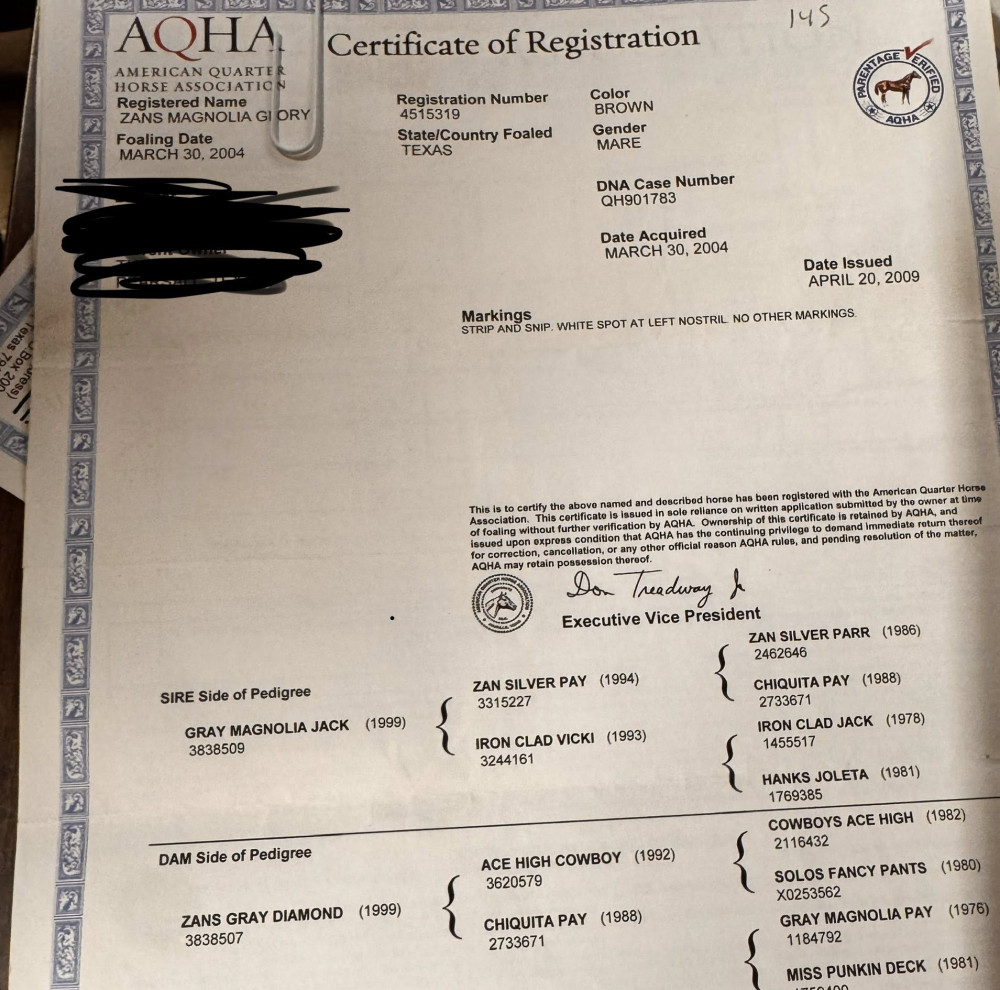 145
AQHA
Certificate of Registration
AMERICAN QUARTER
HORSE ASSOCIATION
PARENTAGE VERIFIED
AQHA
Registered Name
ZANS MAGNOLIA GLORY
Foaling Date
MARCH 30, 2004
Registration Number
4515319
State/Country Foaled
TEXAS
Color
BROWN
Gender
MARE
DNA Case Number
QH901783
Date Acquired
MARCH 30, 2004
Date Issued
APRIL 20, 2009
Markings
STRIP AND SNIP. WHITE SPOT AT LEFT NOSTRIL. NO OTHER MARKINGS.
This is to certify the above named and described horse has been registered with the American Quarter Horse
Association. This certificate is issued in sole reliance on written application submitted by the owner at time
of foaling without further verification by AQHA. Ownership of this certificate is retained by AQHA, and
issued upon express condition that AQHA has the continuing privilege to demand immediate return thereof
for correction, cancellation, or any other official reason AQHA rules, and pending resolution of the matter,
AQHA may retain possession thereof.
Don Treadway Jr
Executive Vice President
SIRE Side of Pedigree
GRAY MAGNOLIA JACK (1999)
3838509
ZAN SILVER PAY (1994)
3315227
IRON CLAD VICKI (1993)
3244161
ZAN SILVER PARR (1986)
2462646
CHIQUITA PAY (1988)
2733671
IRON CLAD JACK (1978)
1455517
HANKS JOLETA (1981)
1769385
DAM Side of Pedigree
ZANS GRAY DIAMOND (1999)
3838507
ACE HIGH COWBOY (1992)
3620579
CHIQUITA PAY (1988)
2733671
COWBOYS ACE HIGH (1982)
2116432
SOLOS FANCY PANTS (1980)
X0253562
GRAY MAGNOLIA PAY (1976)
1184792
MISS PUNKIN DECK (1981)